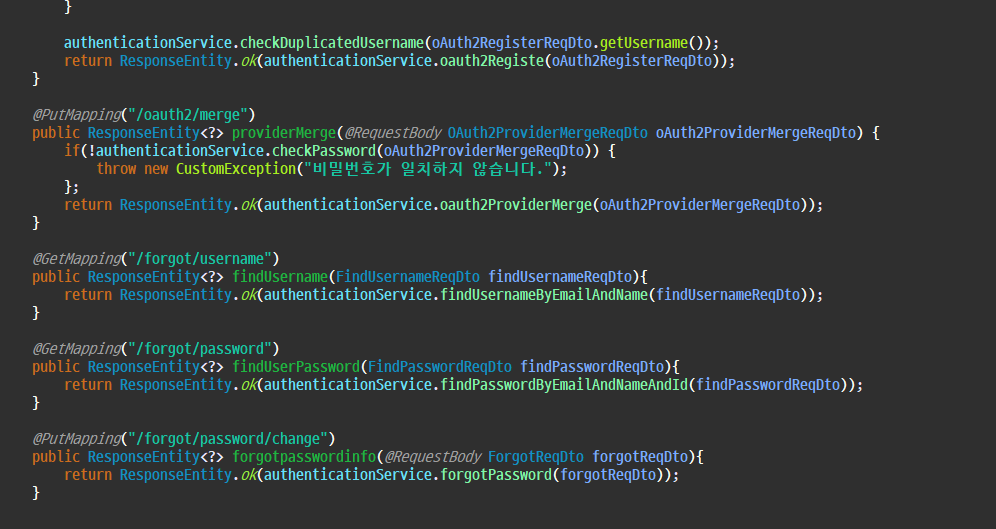 }
authenticationService.checkDuplicatedUsername(oAuth2RegisterReqDto.getUsername());
return ResponseEntity.ok(authenticationService.oauth2Registe(oAuth2RegisterReqDto));
}
@PutMapping("/oauth2/merge")
public ResponseEntity<?> providerMerge(@RequestBody OAuth2ProviderMergeReqDto oAuth2ProviderMergeReqDto) {
if(!authenticationService.checkPassword(oAuth2ProviderMergeReqDto)) {
throw new CustomException("비밀번호가 일치하지 않습니다.");
};
return ResponseEntity.ok(authenticationService.oauth2ProviderMerge(oAuth2ProviderMergeReqDto));
}
@GetMapping("/forgot/username")
public ResponseEntity<?> findUsername(FindUsernameReqDto findUsernameReqDto){
return ResponseEntity.ok(authenticationService.findUsernameByEmailAndName(findUsernameReqDto));
}
@GetMapping("/forgot/password")
public ResponseEntity<?> findUserPassword(FindPasswordReqDto findPasswordReqDto){
return ResponseEntity.ok(authenticationService.findPasswordByEmailAndNameAndId(findPasswordReqDto));
}
@PutMapping("/forgot/password/change")
public ResponseEntity<?> forgotpasswordinfo(@RequestBody ForgotReqDto forgotReqDto){
return ResponseEntity.ok(authenticationService.forgotPassword(forgotReqDto));
}